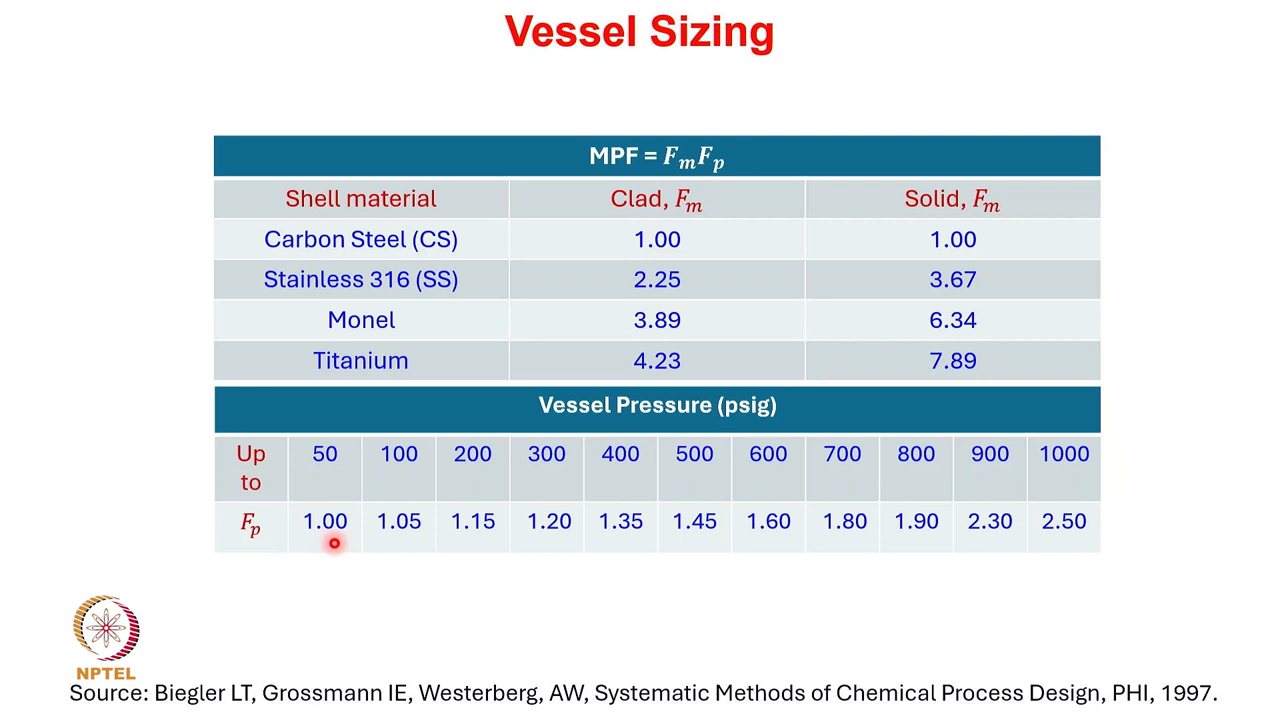 Vessel Sizing
MPF = FmFp
Shell material Clad, Fm Solid, Fm
Carbon Steel (CS) 1.00 1.00
Stainless 316 (SS) 2.25 3.67
Monel 3.89 6.34
Titanium 4.23 7.89
Vessel Pressure (psig)
Up to 50 100 200 300 400 500 600 700 800 900 1000
Fp 1.00 1.05 1.15 1.20 1.35 1.45 1.60 1.80 1.90 2.30 2.50
NPTEL
Source: Biegler LT, Grossmann IE, Westerberg, AW, Systematic Methods of Chemical Process Design, PHI, 1997.